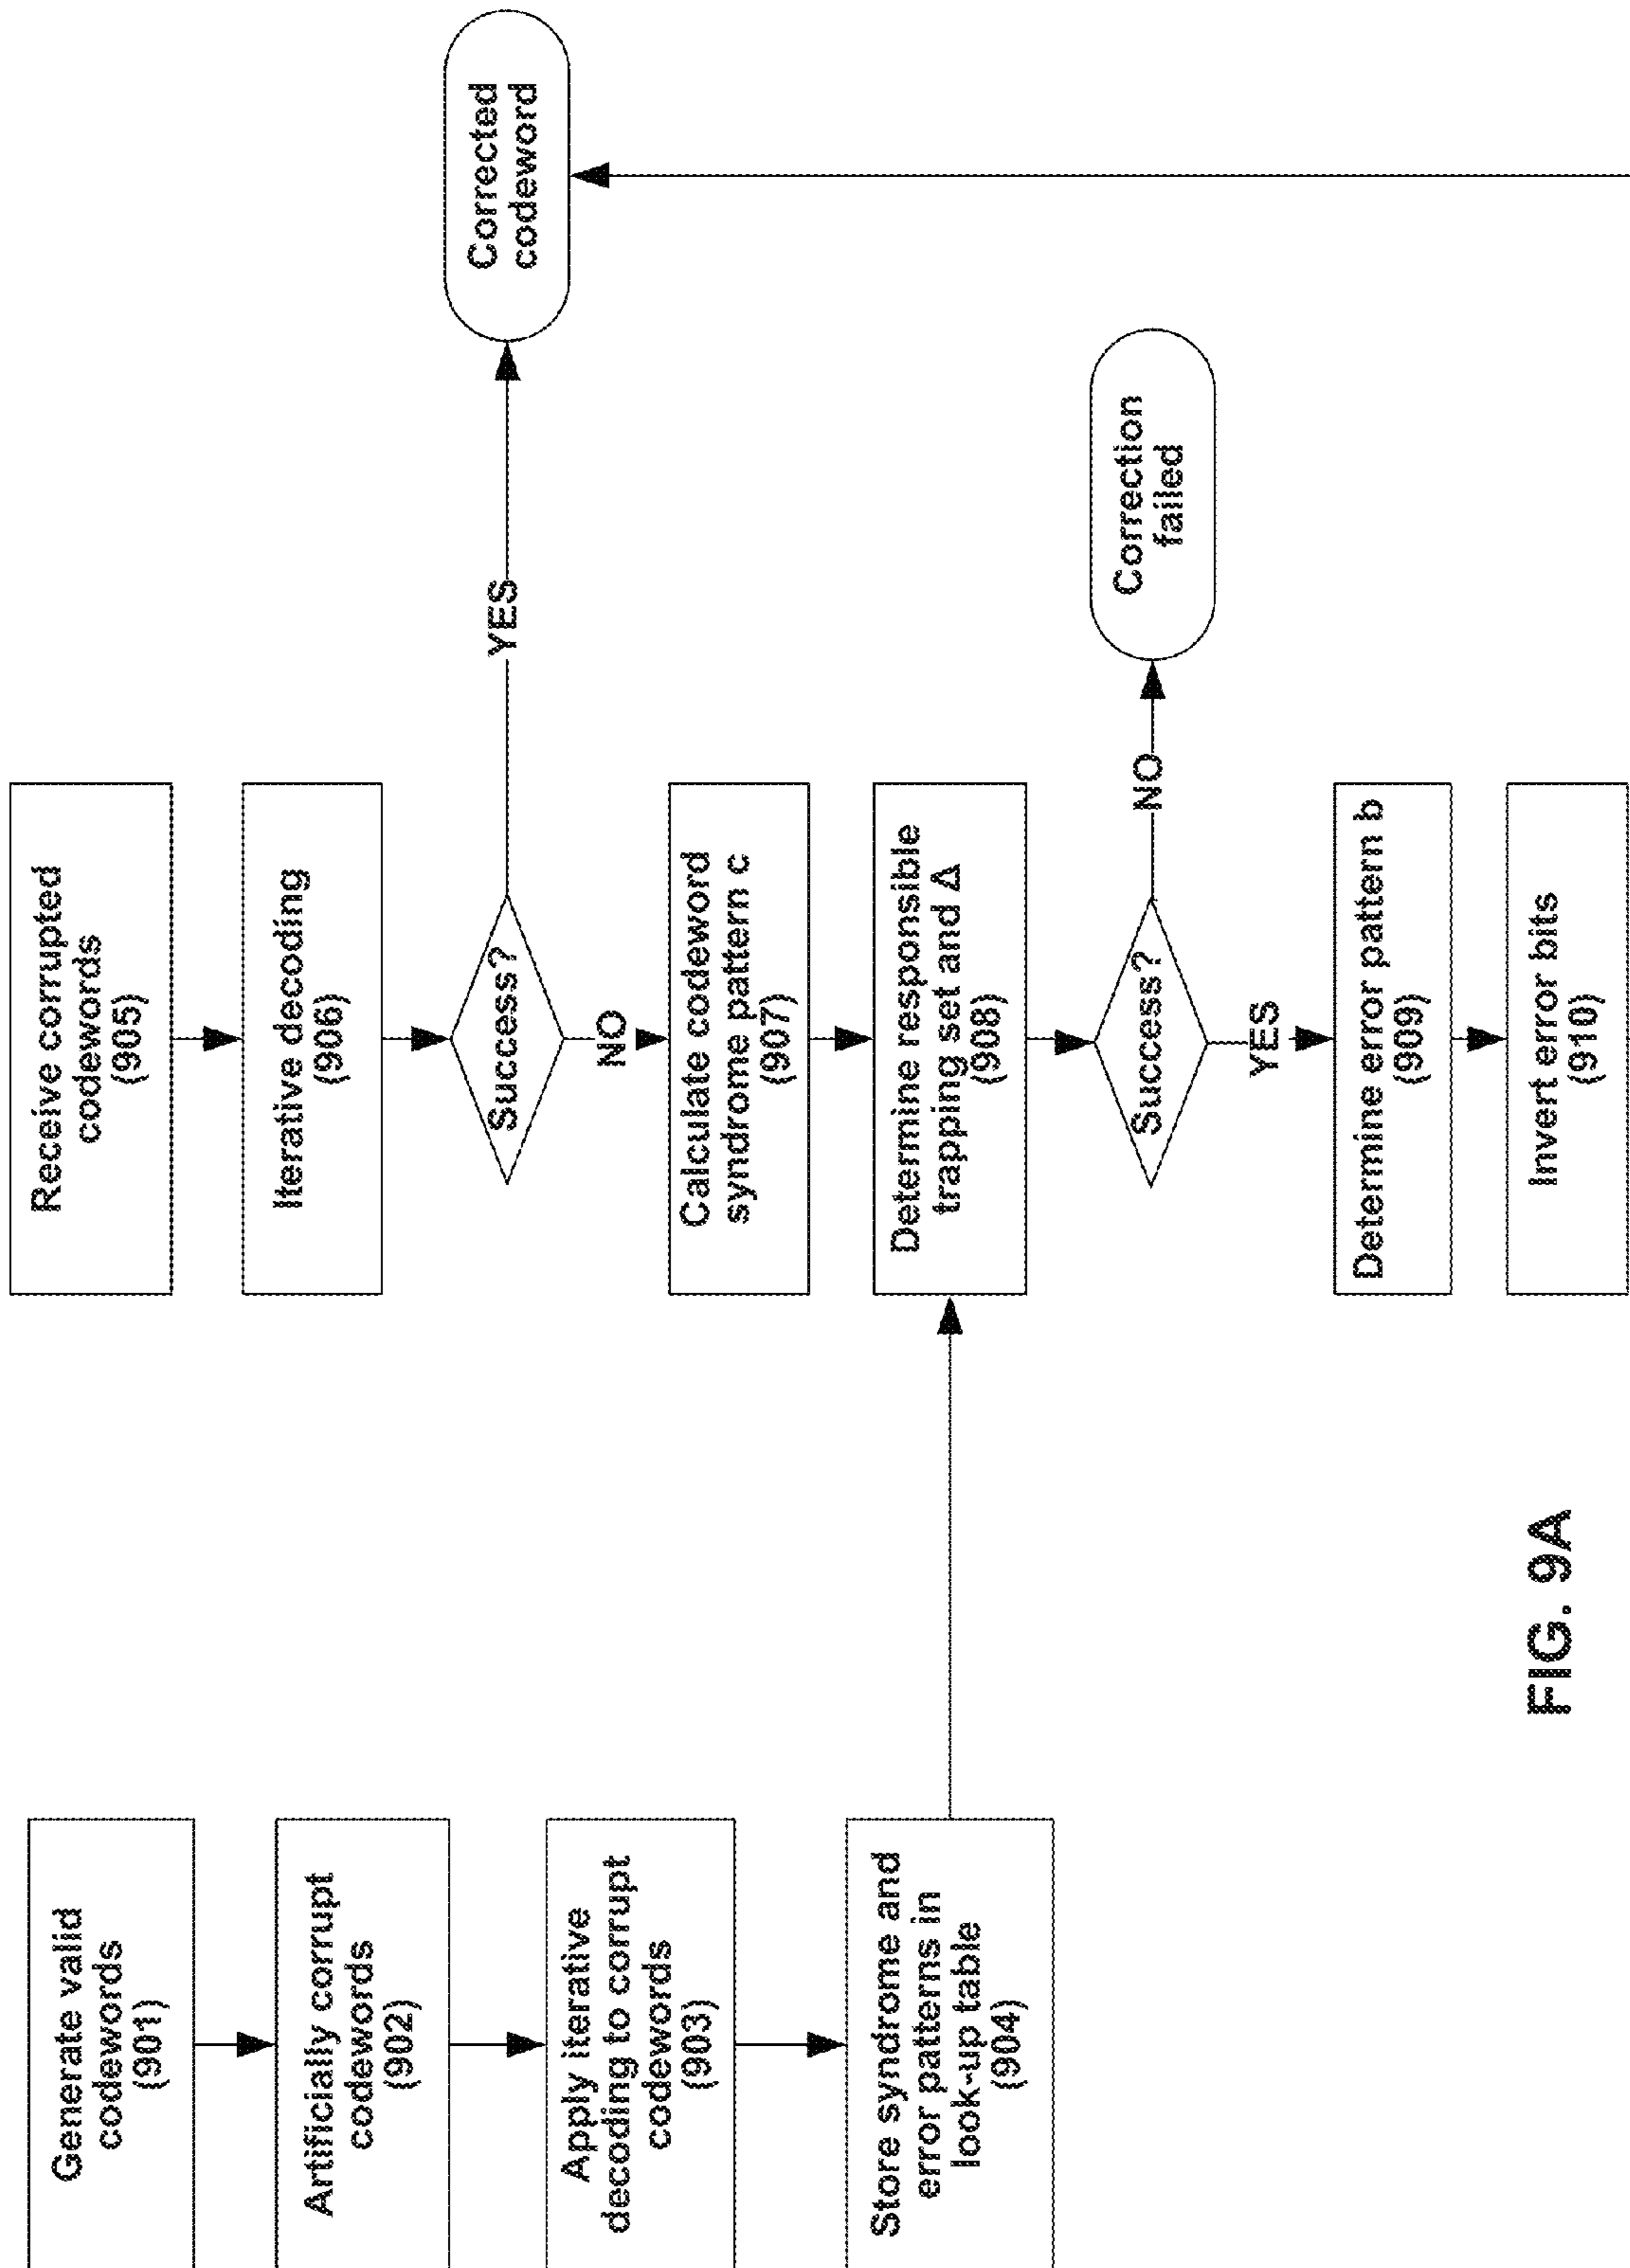 Generate valid
codewords
(901)
Artificially corrupt
codewords
(902)
Apply iterative
decoding to corrupt
codewords
(903)
Store syndrome and
error patterns in
look-up table
(904)
Receive corrupted
codewords
(905)
Iterative decoding
(906)
Success?
YES
NO
Corrected
codeword
Calculate codeword
syndrome pattern c
(907)
Determine responsible
trapping set and Δ
(908)
Success?
NO
YES
Correction
failed
Determine error pattern b
(909)
Invert error bits
(910)
FIG. 9A